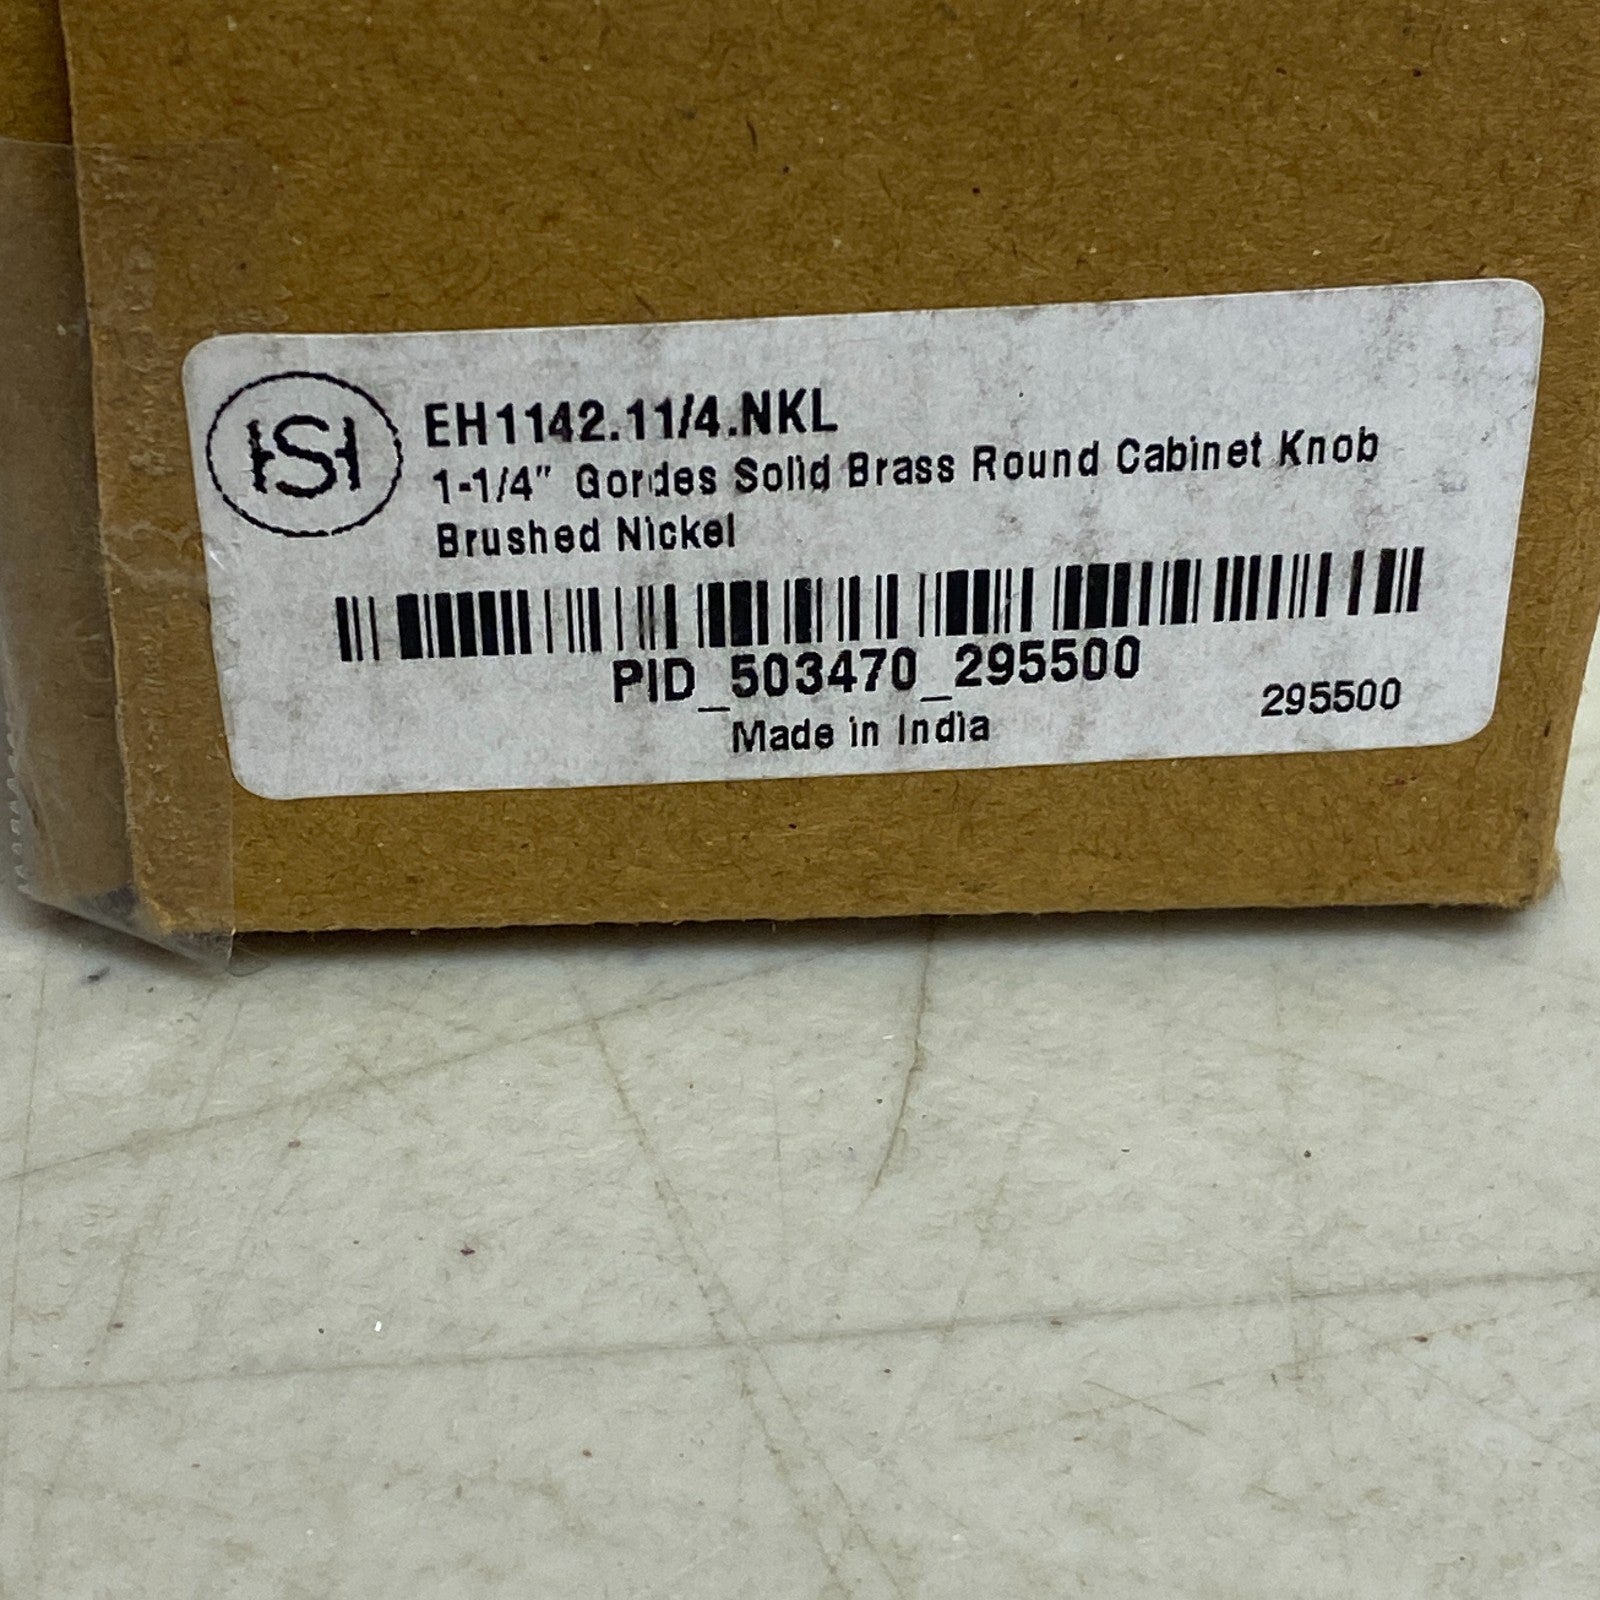 HSH
EH1142.11/4.NKL
1-1/4" Gordes Solid Brass Round Cabinet Knob
Brushed Nickel
PID_503470_295500
Made in India
295500